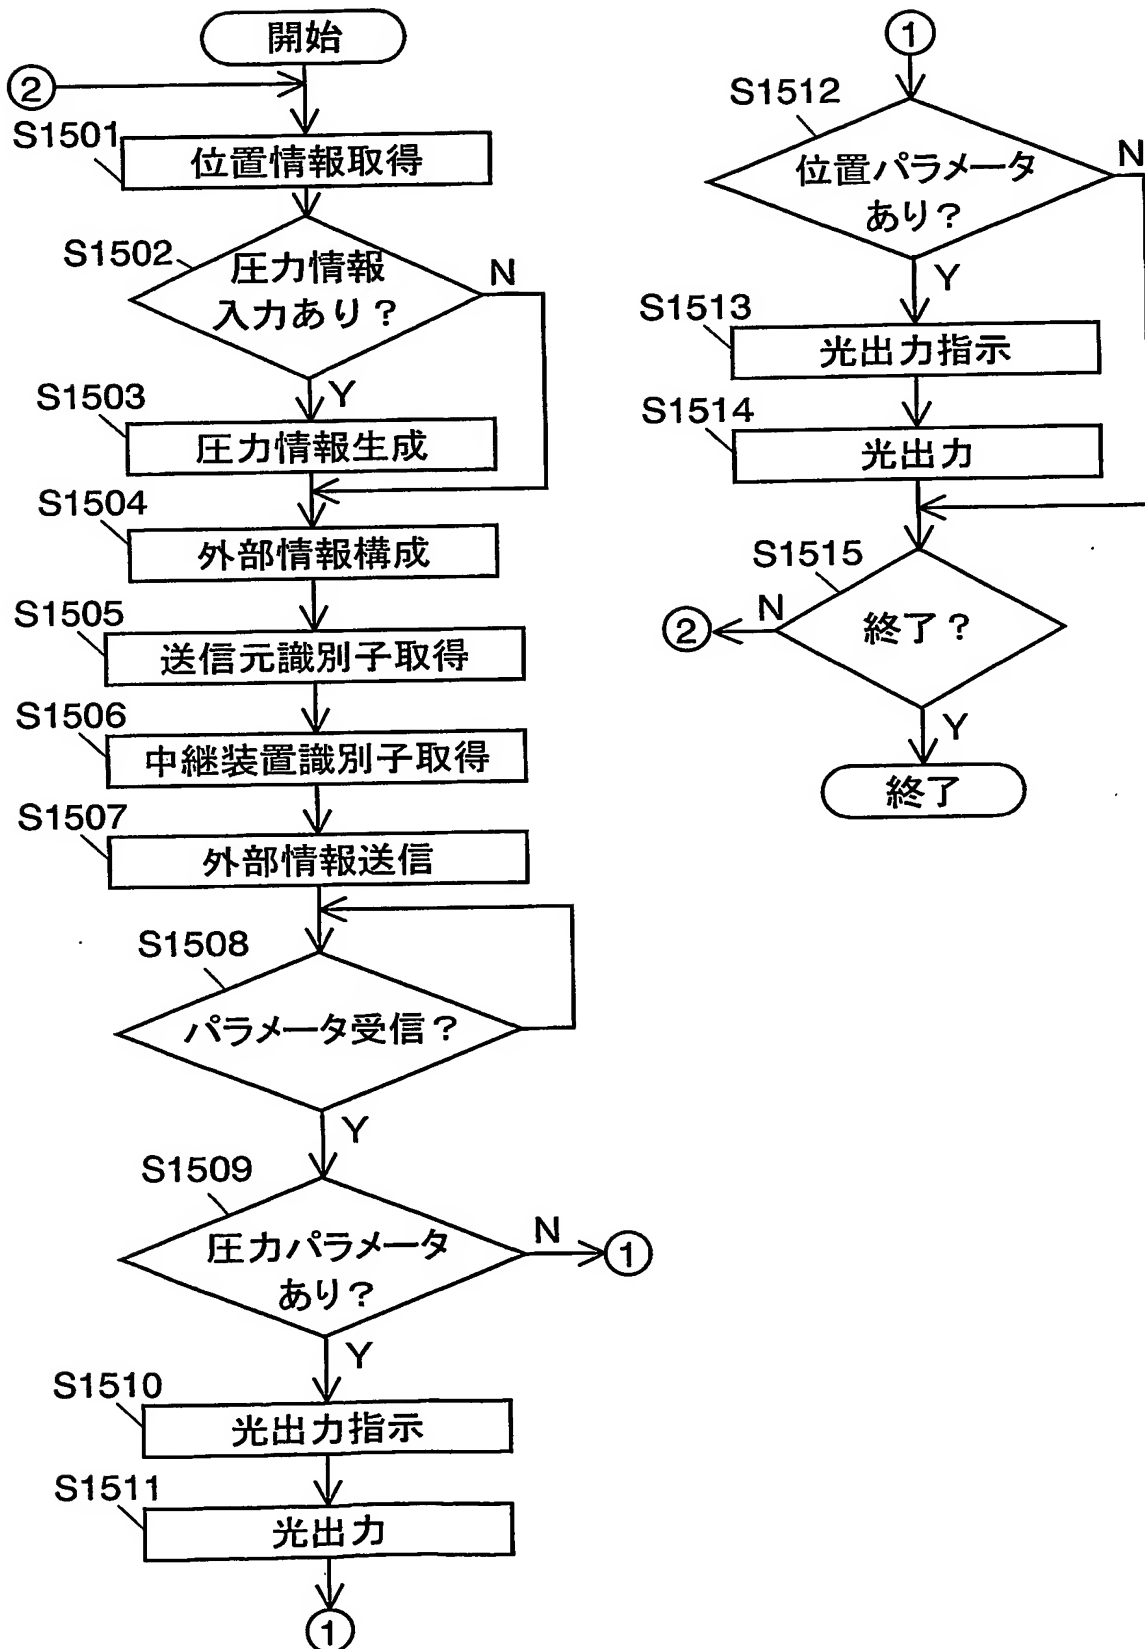 開始
②
S1501
位置情報取得
S1502
圧力情報
入力あり？
N
Y
S1503
圧力情報生成
S1504
外部情報構成
S1505
送信元識別子取得
S1506
中継装置識別子取得
S1507
外部情報送信
S1508
パラメータ受信？
Y
S1509
圧力パラメータ
あり？
N
①
Y
S1510
光出力指示
S1511
光出力
①
①
S1512
位置パラメータ
あり？
N
Y
S1513
光出力指示
S1514
光出力
S1515
終了？
N
②
Y
終了